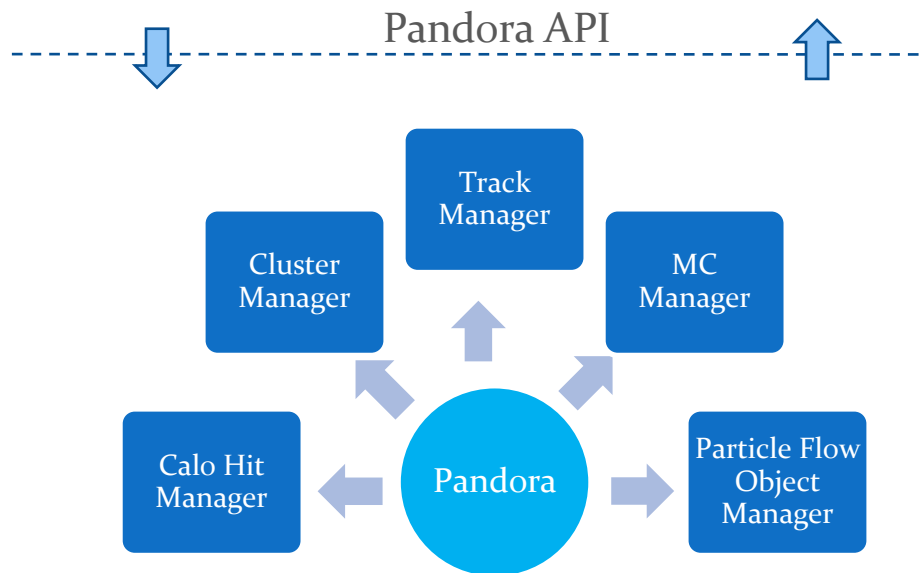 Pandora API
Track
Manager
Cluster
Manager
MC
Manager
Calo Hit
Manager
Pandora
Particle Flow
Object
Manager